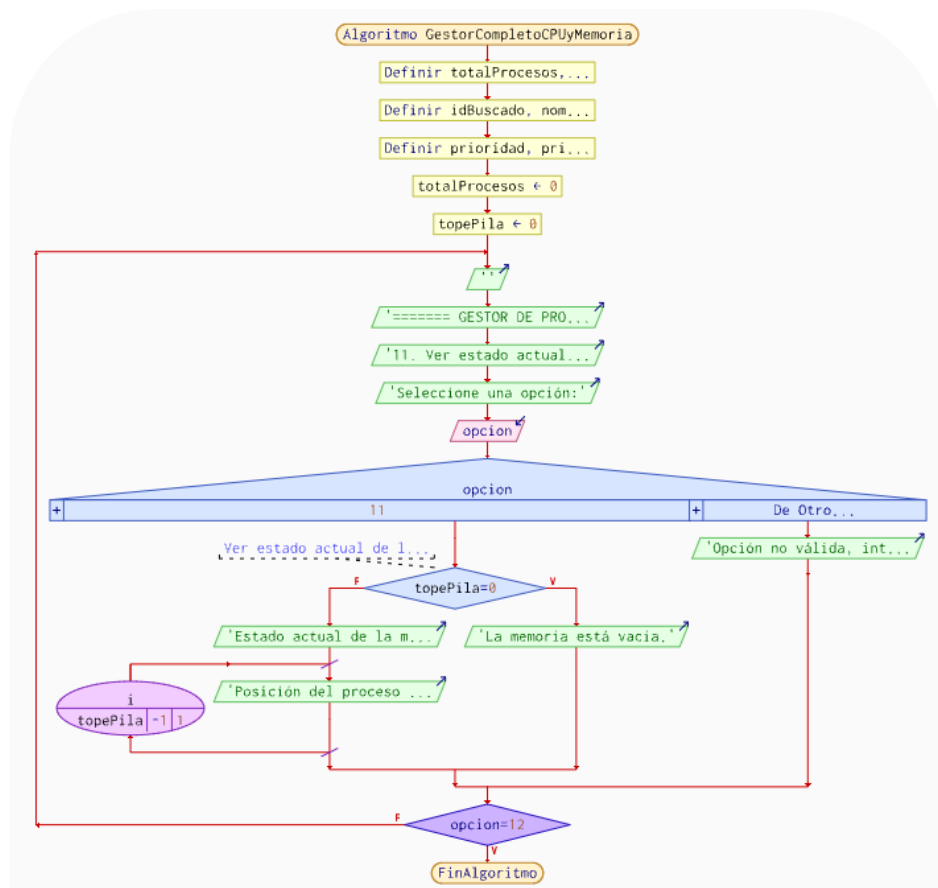 Algoritmo GestorCompletoCPUyMemoria
Definir totalProcesos,...
Definir idBuscado, nom...
Definir prioridad, pri...
totalProcesos ← 0
topePila ← 0
''
'======= GESTOR DE PRO...
'11. Ver estado actual...
'Seleccione una opción:'
opcion
opcion
+ 11 + De Otro...
Ver estado actual de l...
'Opción no válida, int...
F topePila=0 V
'Estado actual de la m...
'La memoria está vacia.'
'Posición del proceso ...
i
topePila -1 1
F opcion=12
V
FinAlgoritmo